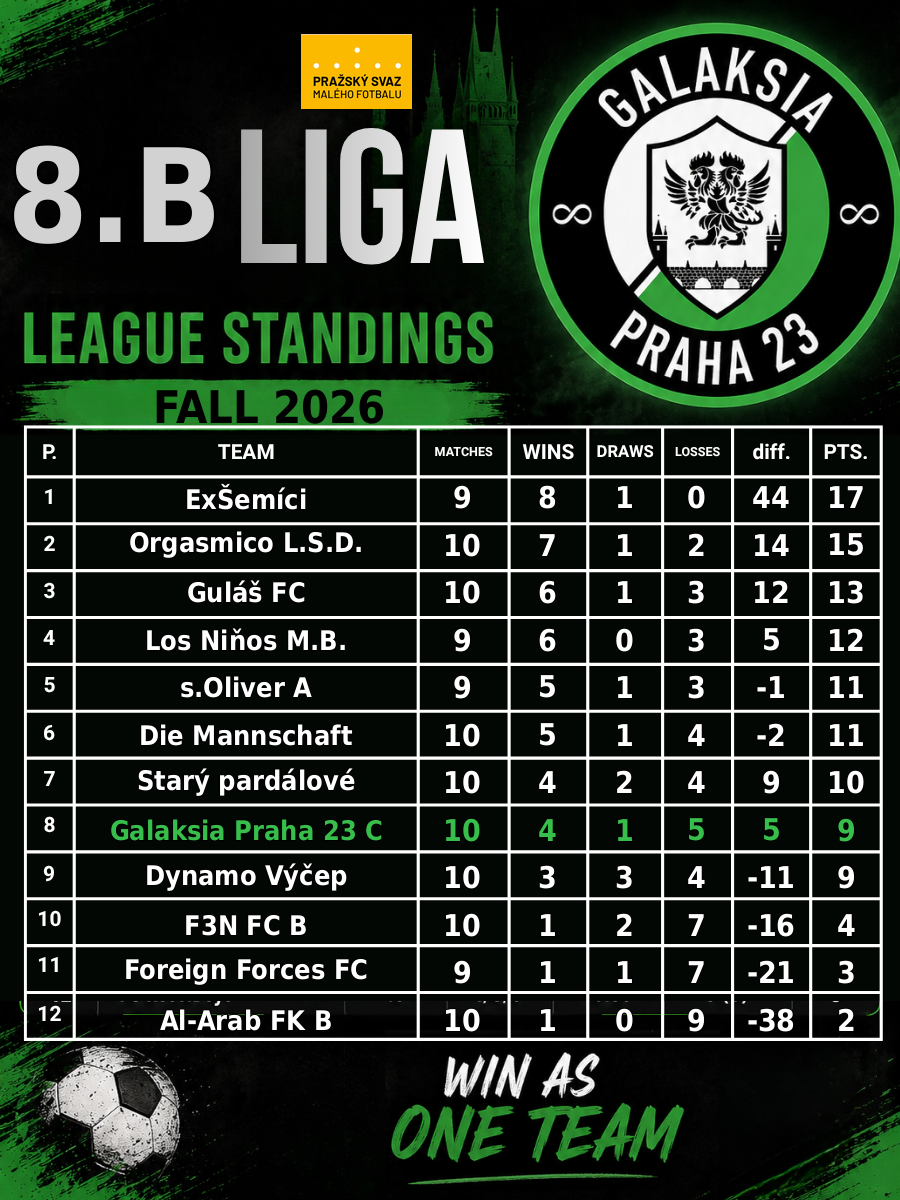 PRAŽSKÝ SVAZ
MALÉHO FOTBALU
8.B LIGA
GALAKSIA
PRAHA 23
LEAGUE STANDINGS
FALL 2026
P. TEAM MATCHES WINS DRAWS LOSSES diff. PTS.
1 ExŠemíci 9 8 1 0 44 17
2 Orgasmico L.S.D. 10 7 1 2 14 15
3 Guláš FC 10 6 1 3 12 13
4 Los Niňos M.B. 9 6 0 3 5 12
5 s.Oliver A 9 5 1 3 -1 11
6 Die Mannschaft 10 5 1 4 -2 11
7 Starý pardálové 10 4 2 4 9 10
8 Galaksia Praha 23 C 10 4 1 5 5 9
9 Dynamo Výčep 10 3 3 4 -11 9
10 F3N FC B 10 1 2 7 -16 4
11 Foreign Forces FC 9 1 1 7 -21 3
12 Al-Arab FK B 10 1 0 9 -38 2
WIN AS
ONE TEAM